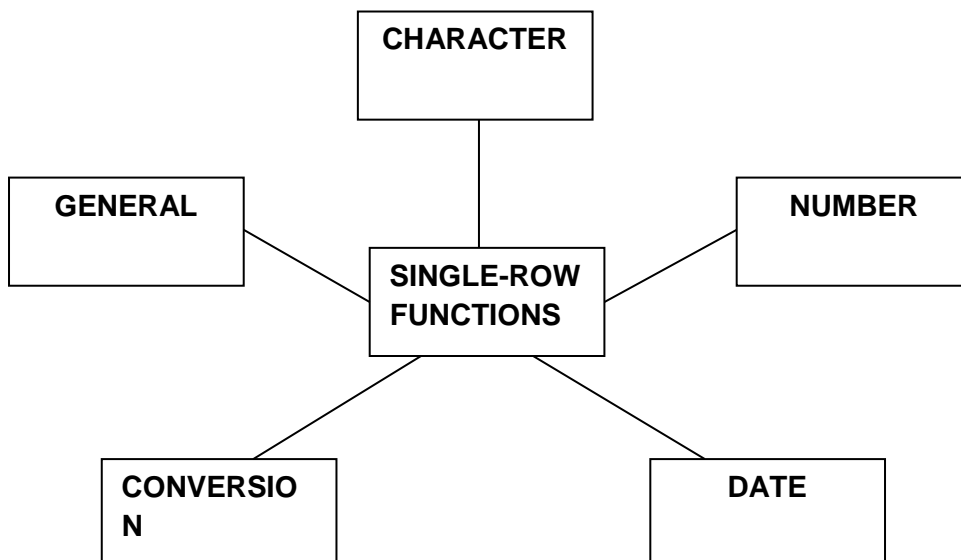 CHARACTER
GENERAL
NUMBER
SINGLE-ROW
FUNCTIONS
CONVERSIO
N
DATE